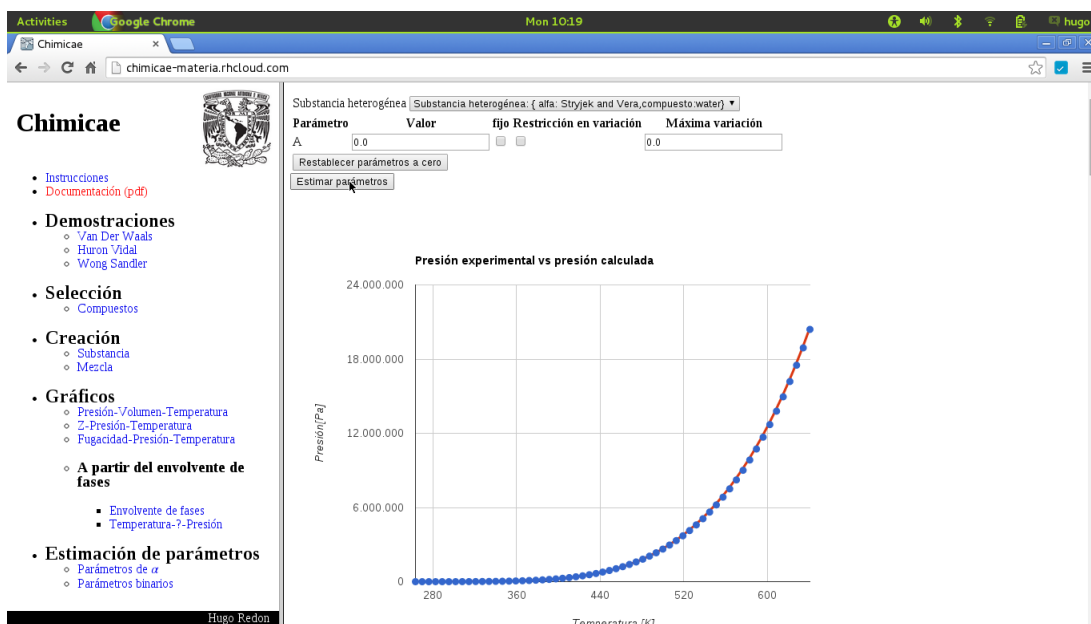 Activities Google Chrome Mon 10:19 hugo
Chimicae
chimicae-materia.rhcloud.com
Chimicae
Instrucciones
Documentación (pdf)
Demostraciones
Van Der Waals
Huron Vidal
Wong Sandler
Selección
Compuestos
Creación
Substancia
Mezcla
Gráficos
Presión-Volumen-Temperatura
Z-Presión-Temperatura
Fugacidad-Presión-Temperatura
A partir del envolvente de
fases
Envolvente de fases
Temperatura-?-Presión
Estimación de parámetros
Parámetros de α
Parámetros binarios
Hugo Redon
Substancia heterogénea Substancia heterogénea: { alfa: Stryjek and Vera,compuesto:water}
Parámetro Valor fijo Restricción en variación Máxima variación
A 0.0 0.0
Restablecer parámetros a cero
Estimar parámetros
Presión experimental vs presión calculada
24.000.000
18.000.000
12.000.000
6.000.000
0
Presión[Pa]
280 360 440 520 600
Temperatura [K]